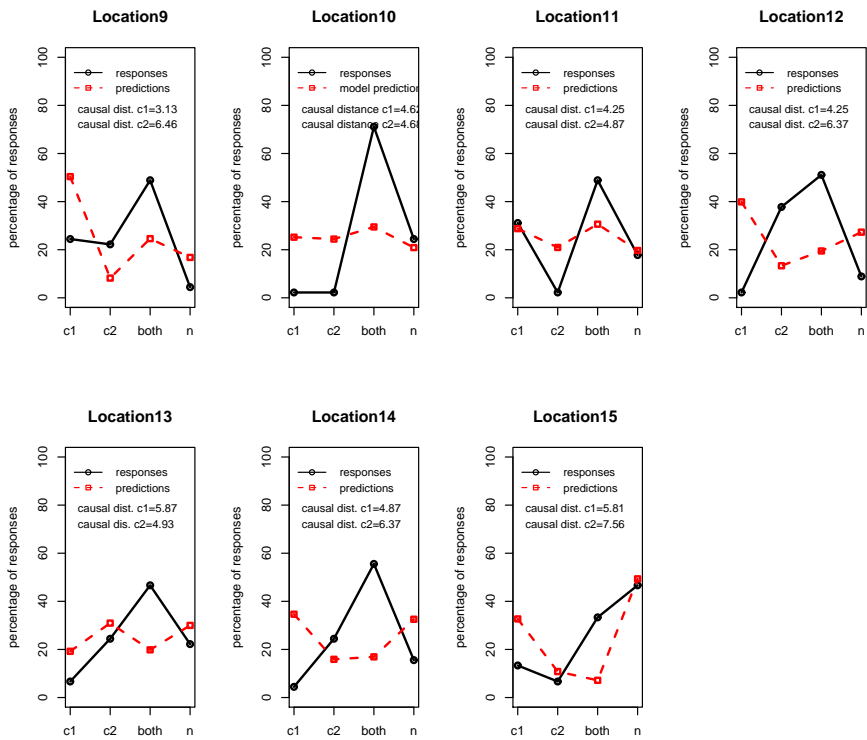 Location9
percentage of responses
0 20 40 60 80 100
responses
predictions
causal dist. c1=3.13
causal dist. c2=6.46
c1 c2 both n
Location10
percentage of responses
0 20 40 60 80 100
responses
model prediction
causal distance c1=4.62
causal distance c2=4.68
c1 c2 both n
Location11
percentage of responses
0 20 40 60 80 100
responses
predictions
causal dist. c1=4.25
causal dist. c2=4.87
c1 c2 both n
Location12
percentage of responses
0 20 40 60 80 100
responses
predictions
causal dist. c1=4.25
causal dist. c2=6.37
c1 c2 both n
Location13
percentage of responses
0 20 40 60 80 100
responses
predictions
causal dist. c1=5.87
causal dis. c2=4.93
c1 c2 both n
Location14
percentage of responses
0 20 40 60 80 100
responses
predictions
causal dist. c1=4.87
causal dist. c2=6.37
c1 c2 both n
Location15
percentage of responses
0 20 40 60 80 100
responses
predictions
causal dist. c1=5.81
causal dist. c2=7.56
c1 c2 both n